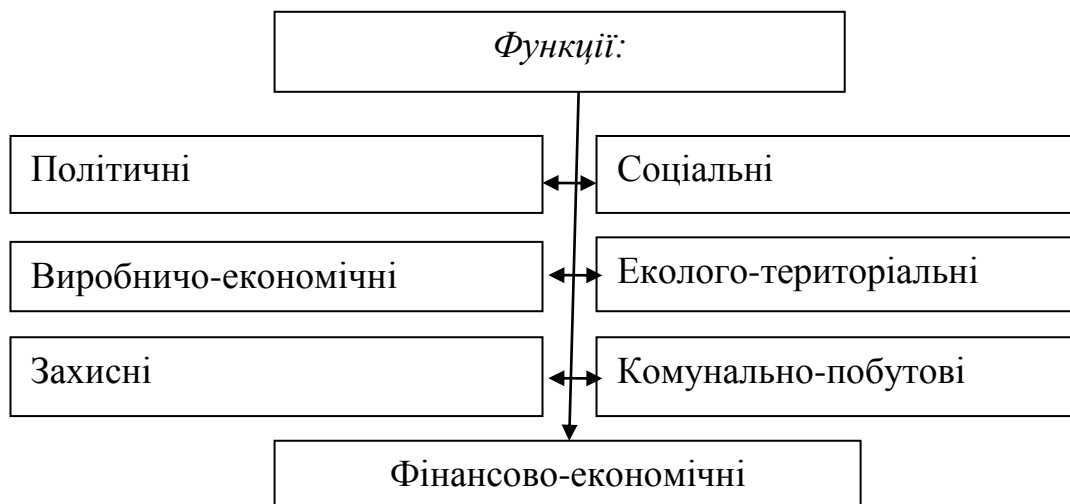 Функції:
Політичні
Соціальні
Виробничо-економічні
Еколого-територіальні
Захисні
Комунально-побутові
Фінансово-економічні